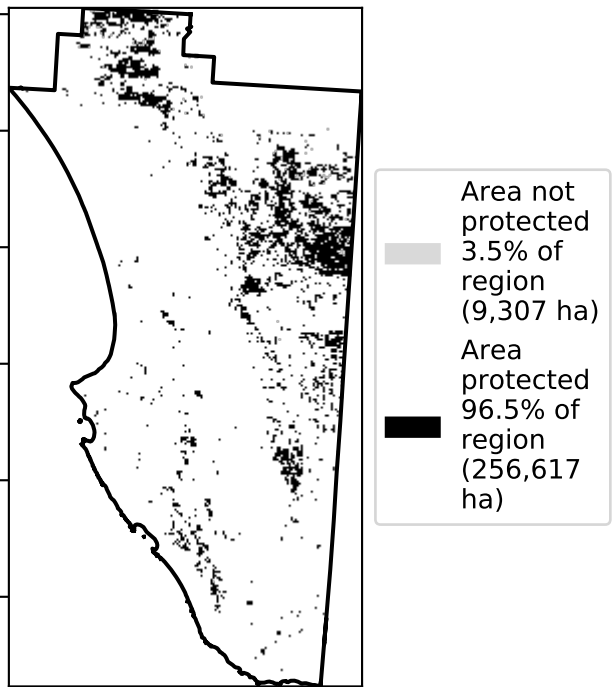 Area not
protected
3.5% of
region
(9,307 ha)
Area
protected
96.5% of
region
(256,617
ha)